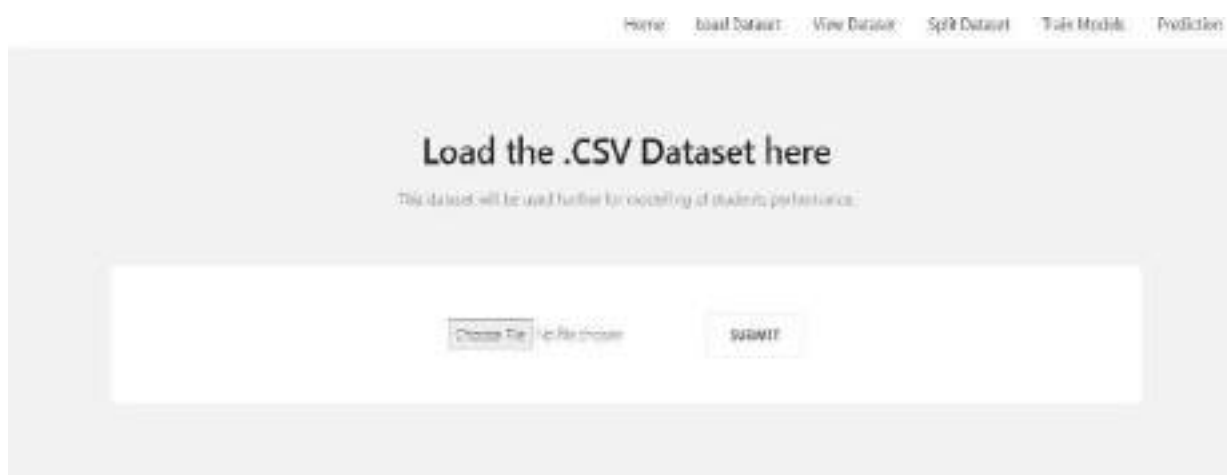 Home Load Dataset View Dataset Split Dataset Train Models Prediction
Load the .CSV Dataset here
This dataset will be used further for modelling of students performance.
Choose File No file chosen SUBMIT